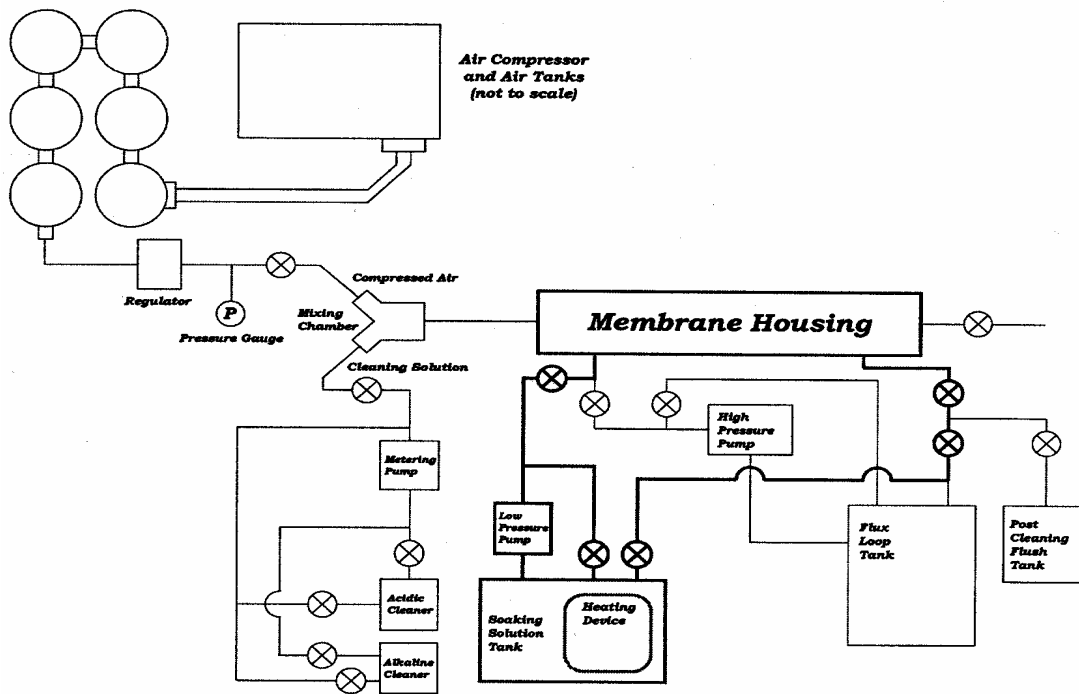 Air Compressor
and Air Tanks
(not to scale)
Compressed Air
Regulator
P
Pressure Gauge
Mixing
Chamber
Membrane Housing
Cleaning Solution
High
Pressure
Pump
Metering
Pump
Low
Pressure
Pump
Flux
Loop
Tank
Post
Cleaning
Flush
Tank
Acidic
Cleaner
Soaking
Solution
Tank
Heating
Device
Alkaline
Cleaner